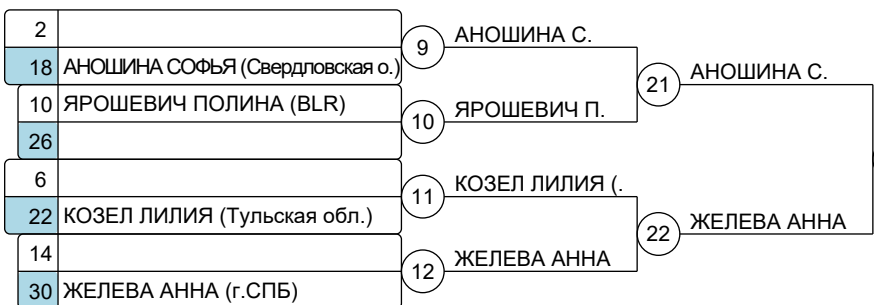 2
9
АНОШИНА С.
18 АНОШИНА СОФЬЯ (Свердловская о.)
21
АНОШИНА С.
10 ЯРОШЕВИЧ ПОЛИНА (BLR)
10
ЯРОШЕВИЧ П.
26
6
11
КОЗЕЛ ЛИЛИЯ (.
22 КОЗЕЛ ЛИЛИЯ (Тульская обл.)
22
ЖЕЛЕВА АННА
14
12
ЖЕЛЕВА АННА
30 ЖЕЛЕВА АННА (г.СПБ)